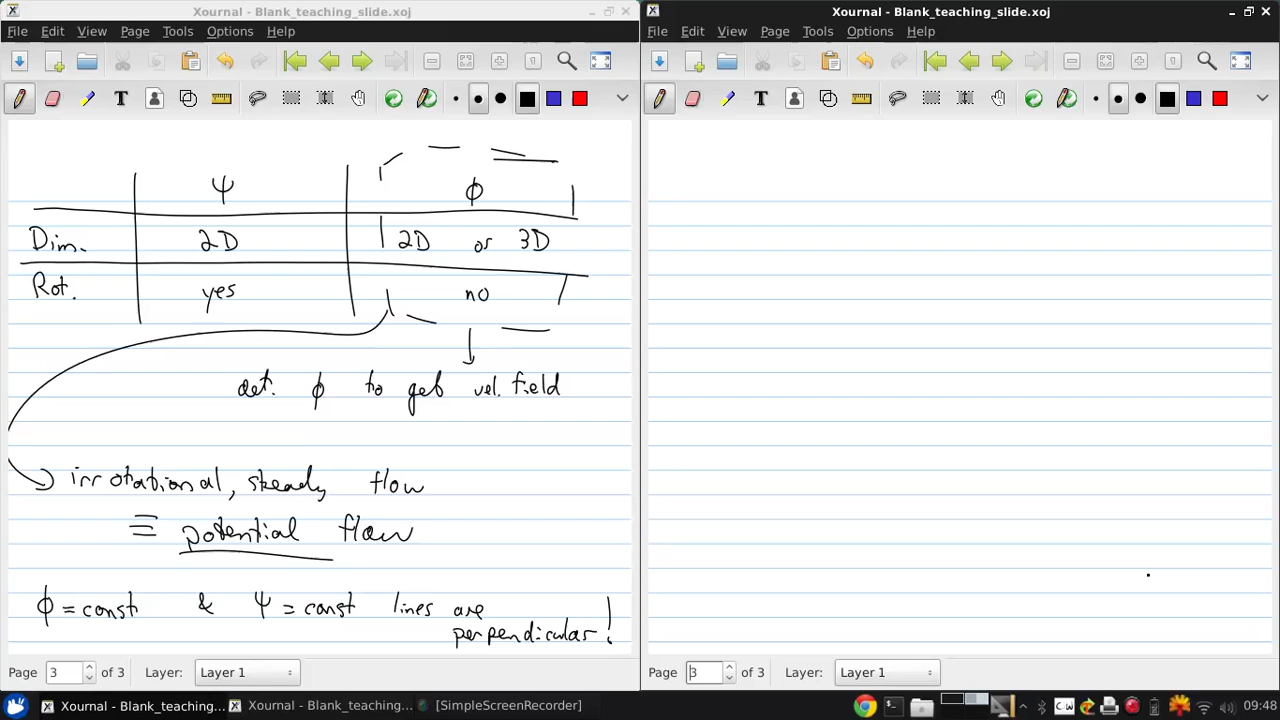 Xournal - Blank_teaching_slide.xoj
File Edit View Page Tools Options Help
ψ ϕ
Dim. 2D 2D or 3D
Rot. yes no
det. ϕ to get vel. field
irrotational, steady flow
≡ potential flow
ϕ = const & ψ = const lines are
perpendicular!
Page 3 of 3 Layer: Layer 1
Xournal - Blank_teaching_slide.xoj
File Edit View Page Tools Options Help
Page 3 of 3 Layer: Layer 1
Xournal - Blank_teaching.... Xournal - Blank_teaching.... [SimpleScreenRecorder] CW 09:48